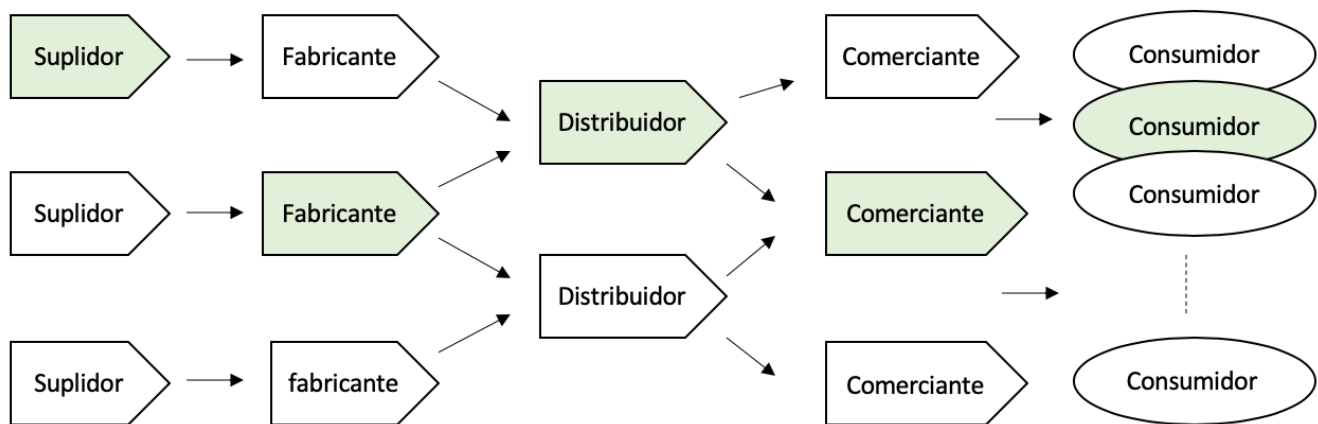 Suplidor
Fabricante
Comerciante
Consumidor
Distribuidor
Consumidor
Suplidor
Fabricante
Comerciante
Consumidor
Distribuidor
Suplidor
fabricante
Comerciante
Consumidor